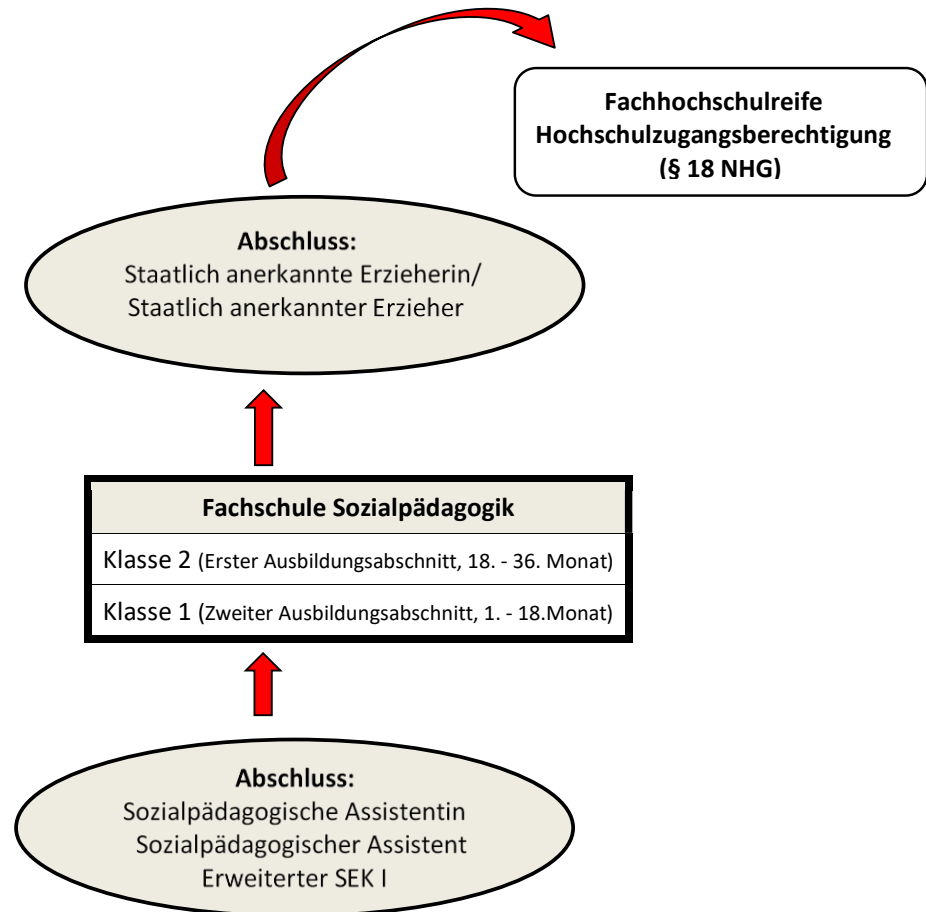 Fachhochschulreife
Hochschulzugangsberechtigung
(§ 18 NHG)
Abschluss:
Staatlich anerkannte Erzieherin/
Staatlich anerkannter Erzieher
Fachschule Sozialpädagogik
Klasse 2 (Erster Ausbildungsabschnitt, 18. - 36. Monat)
Klasse 1 (Zweiter Ausbildungsabschnitt, 1. - 18.Monat)
Abschluss:
Sozialpädagogische Assistentin
Sozialpädagogischer Assistent
Erweiterter SEK I